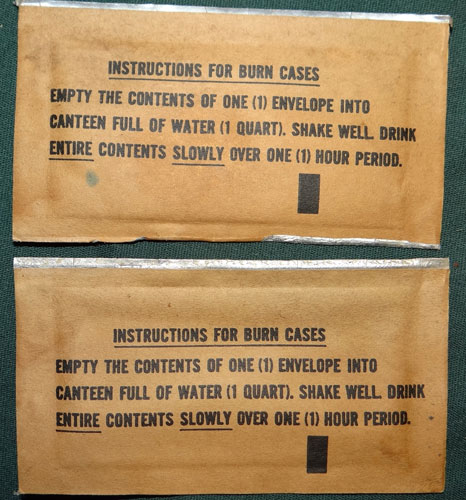 INSTRUCTIONS FOR BURN CASES
EMPTY THE CONTENTS OF ONE (1) ENVELOPE INTO
CANTEEN FULL OF WATER (1 QUART). SHAKE WELL. DRINK
ENTIRE CONTENTS SLOWLY OVER ONE (1) HOUR PERIOD.
INSTRUCTIONS FOR BURN CASES
EMPTY THE CONTENTS OF ONE (1) ENVELOPE INTO
CANTEEN FULL OF WATER (1 QUART). SHAKE WELL. DRINK
ENTIRE CONTENTS SLOWLY OVER ONE (1) HOUR PERIOD.